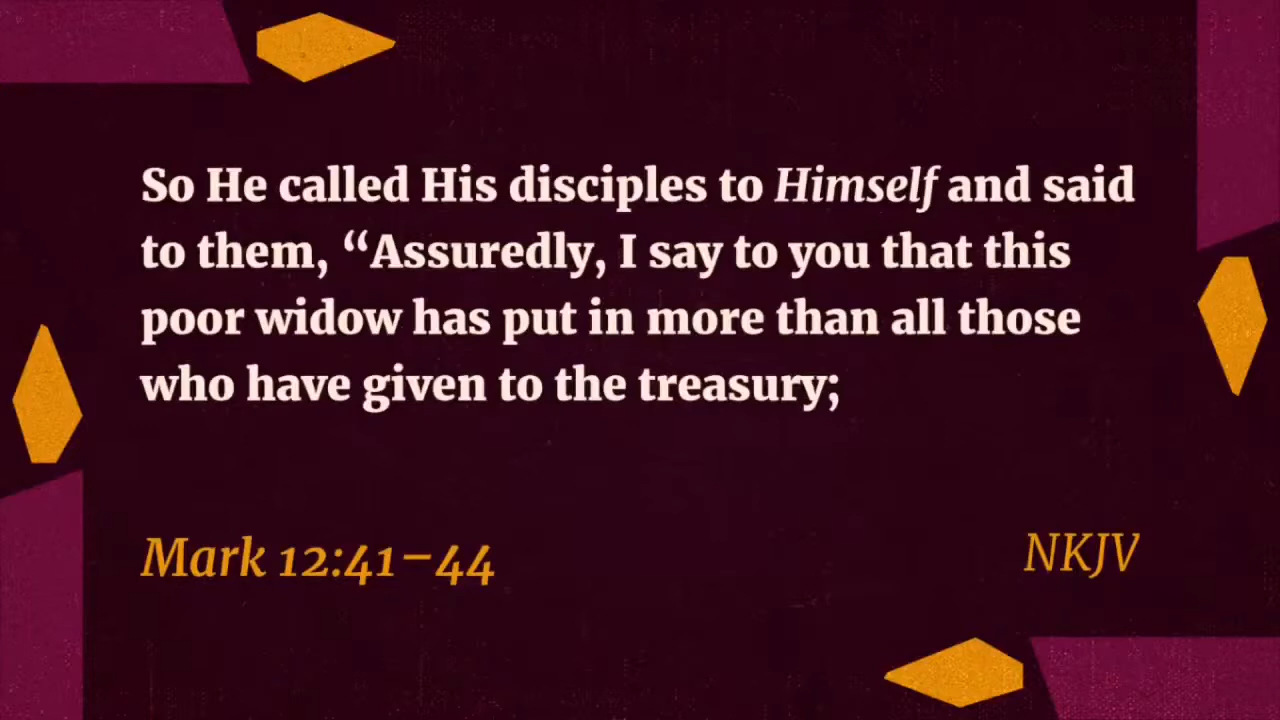 So He called His disciples to Himself and said
to them, “Assuredly, I say to you that this
poor widow has put in more than all those
who have given to the treasury;
Mark 12:41–44
NKJV